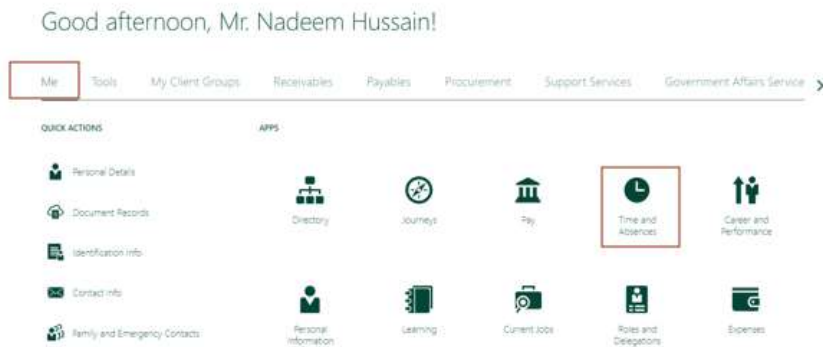 Good afternoon, Mr. Nadeem Hussain!
Me Tools My Client Groups Receivables Payables Procurement Support Services Government Affairs Service
QUICK ACTIONS
APPS
Personal Details
Document Records
Identification Info
Contact Info
Family and Emergency Contacts
Directory
Journeys
Pay
Time and
Absences
Career and
Performance
Personal
Information
Learning
Current Jobs
Roles and
Delegations
Expenses